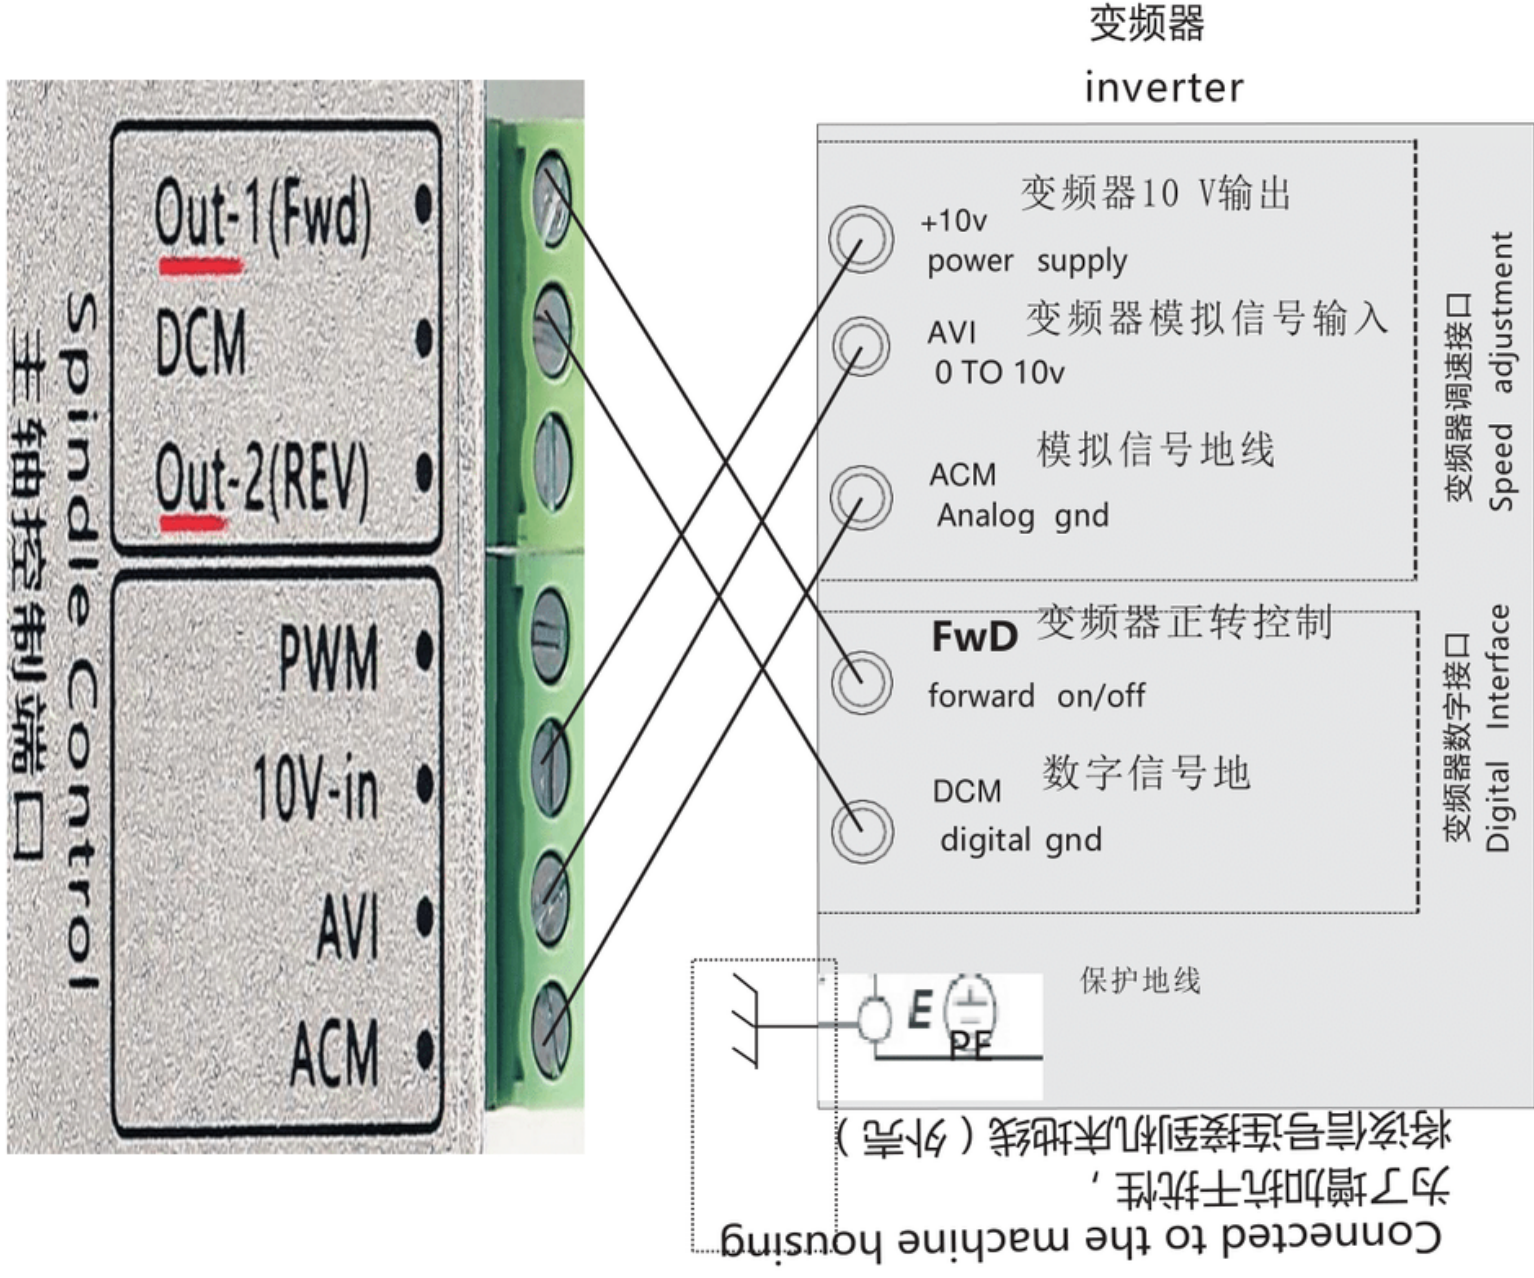 变频器
inverter
Out-1(Fwd)
DCM
Out-2(REV)
PWM
10V-in
AVI
ACM
Spindle Control
主轴控制端口
变频器10 V输出
+10v
power supply
变频器模拟信号输入
AVI
0 TO 10v
模拟信号地线
ACM
Analog gnd
变频器调速接口
Speed adjustment
变频器正转控制
FwD
forward on/off
数字信号地
DCM
digital gnd
变频器数字接口
Digital Interface
保护地线
E
PE
Connected to the machine housing
为了增加抗干扰性，
将该信号连接到机床地线（外壳）